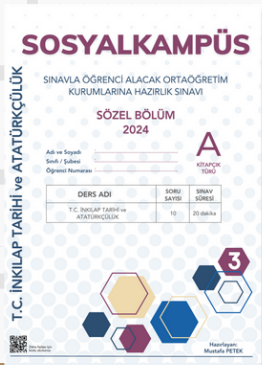 SOSYALKAMPÜS
SINAVLA ÖĞRENCİ ALACAK ORTAÖĞRETİM
KURUMLARINA HAZIRLIK SINAVI
SÖZEL BÖLÜM
2024
Adı ve Soyadı :
Sınıfı / Şubesi :
Öğrenci Numarası :
A
KİTAPÇIK
TÜRÜ
DERS ADI
SORU
SAYISI
SINAV
SÜRESİ
T.C. İNKILAP TARİHİ ve
ATATÜRKÇÜLÜK
10
20 dakika
T.C. İNKILAP TARİHİ ve ATATÜRKÇÜLÜK
3
Hazırlayan:
Mustafa PETEK